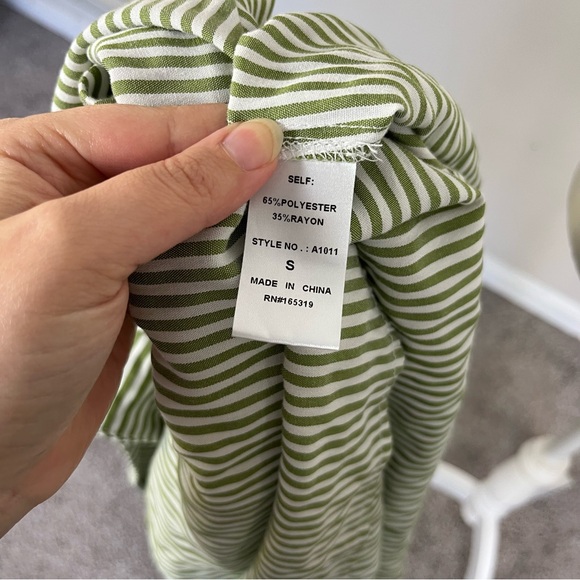 SELF:
65%POLYESTER
35%RAYON
STYLE NO.: A1011
S
MADE IN CHINA
RN#165319